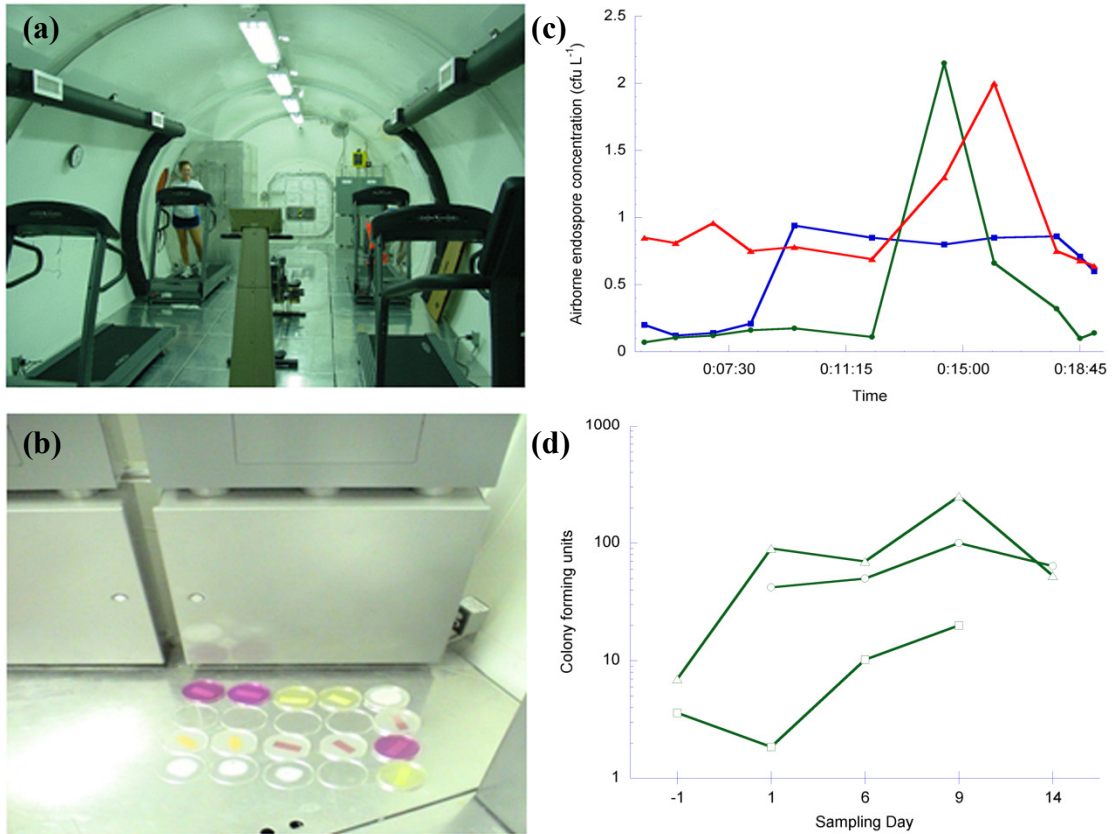 (a)
(b)
(c)
Airborne endospore concentration (cfu L-1)
2.5
2
1.5
1
0.5
0
0:07:30
0:11:15
0:15:00
0:18:45
Time
(d)
Colony forming units
1000
100
10
1
-1
1
6
9
14
Sampling Day